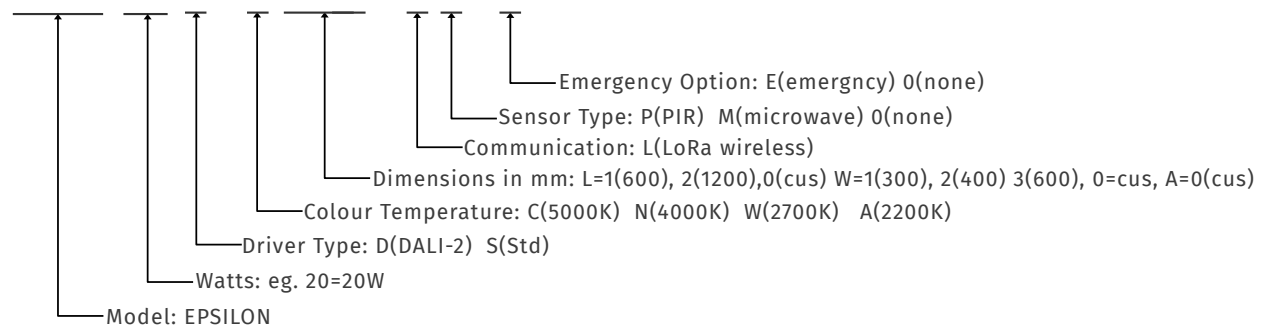 Emergency Option: E(emergncy) 0(none)
Sensor Type: P(PIR) M(microwave) 0(none)
Communication: L(LoRa wireless)
Dimensions in mm: L=1(600), 2(1200),0(cus) W=1(300), 2(400) 3(600), 0=cus, A=0(cus)
Colour Temperature: C(5000K) N(4000K) W(2700K) A(2200K)
Driver Type: D(DALI-2) S(Std)
Watts: eg. 20=20W
Model: EPSILON